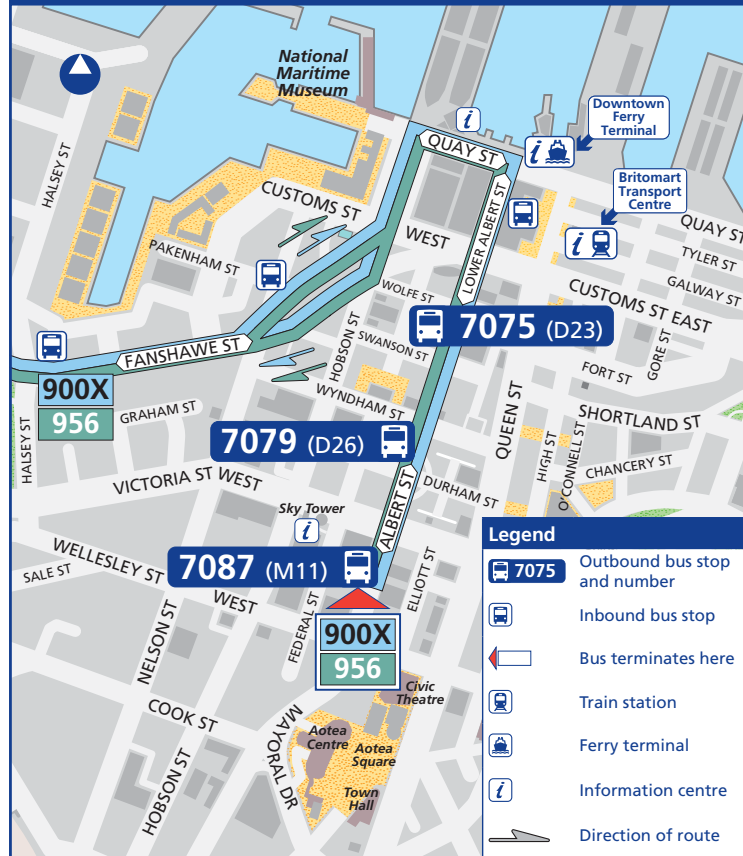 National
Maritime
Museum
HALSEY ST
i
QUAY ST
i
Downtown
Ferry
Terminal
Britomart
Transport
Centre
CUSTOMS ST
WEST
LOWER ALBERT ST
i
QUAY ST
TYLER ST
GALWAY ST
PAKENHAM ST
WOLFE ST
CUSTOMS ST EAST
7075 (D23)
GORE ST
FANSHAWE ST
HOBSON ST
SWANSON ST
FORT ST
900X
956
HALSEY ST
GRAHAM ST
WYNDHAM ST
QUEEN ST
SHORTLAND ST
HIGH ST
O'CONNELL ST
CHANCERY ST
7079 (D26)
VICTORIA ST WEST
DURHAM ST
Sky Tower
i
ALBERT ST
WELLESLEY ST
WEST
SALE ST
7087 (M11)
ELLIOTT ST
FEDERAL ST
NELSON ST
900X
956
Civic
Theatre
COOK ST
MAYORAL DR
Aotea
Centre
Aotea
Square
Town
Hall
HOBSON ST
Legend
7075
Outbound bus stop
and number
Inbound bus stop
Bus terminates here
Train station
Ferry terminal
i
Information centre
Direction of route